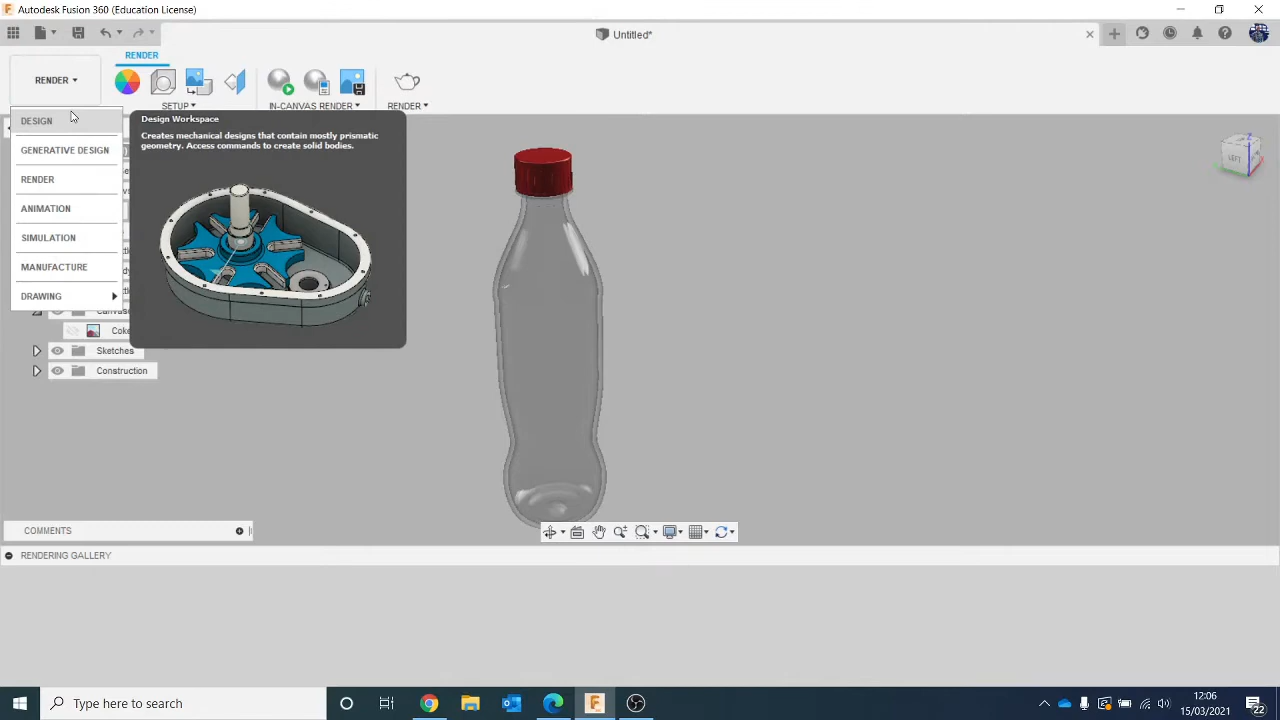 Autodesk Fusion 360 (Education License)
Untitled*
RENDER
RENDER
SETUP
IN-CANVAS RENDER
RENDER
DESIGN
GENERATIVE DESIGN
RENDER
ANIMATION
SIMULATION
MANUFACTURE
DRAWING
Design Workspace
Creates mechanical designs that contain mostly prismatic
geometry. Access commands to create solid bodies.
LEFT
Sketches
Construction
COMMENTS
RENDERING GALLERY
Type here to search
12:06
15/03/2021
22